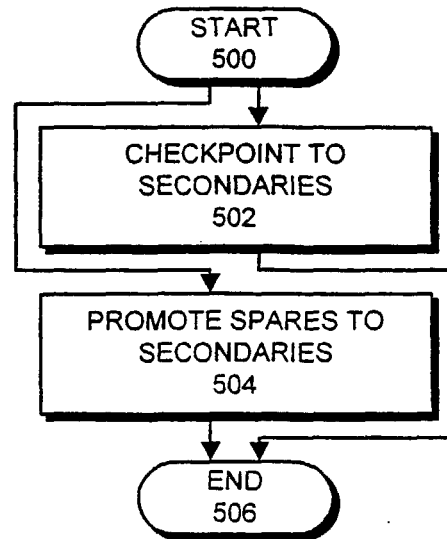 START
500
CHECKPOINT TO
SECONDARIES
502
PROMOTE SPARES TO
SECONDARIES
504
END
506